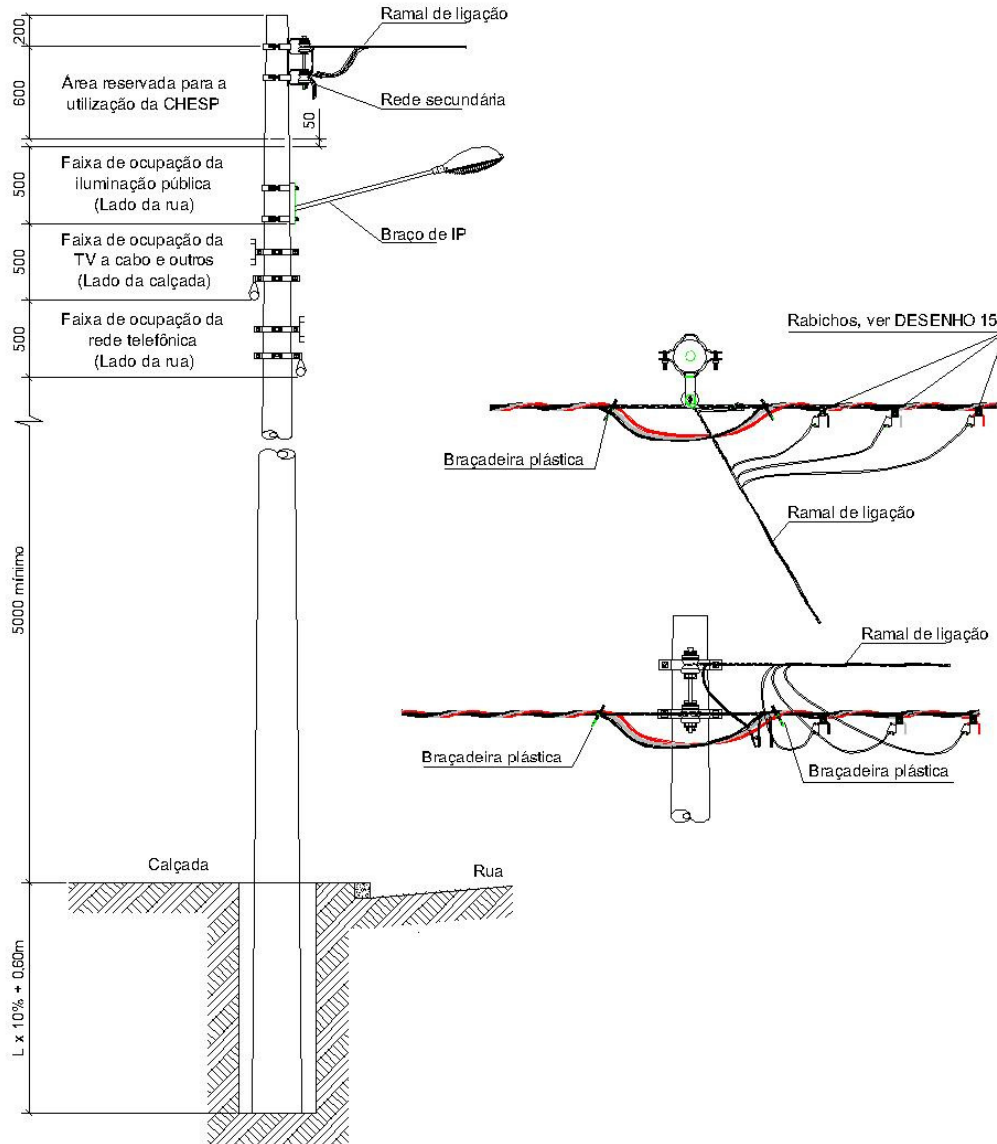 200
Ramal de ligação
600
Área reservada para a
utilização da CHESP
Rede secundária
50
500
Faixa de ocupação da
iluminação pública
(Lado da rua)
Braço de IP
500
Faixa de ocupação da
TV a cabo e outros
(Lado da calçada)
500
Faixa de ocupação da
rede telefônica
(Lado da rua)
Rabichos, ver DESENHO 15
Braçadeira plástica
Ramal de ligação
5000 mínimo
Ramal de ligação
Braçadeira plástica
Braçadeira plástica
Calçada
Rua
L x 10% + 0,60m